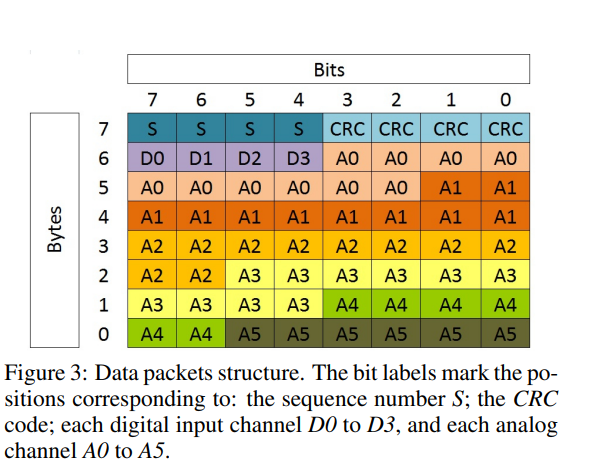 Bits
7 6 5 4 3 2 1 0
7 S S S S CRC CRC CRC CRC
6 D0 D1 D2 D3 A0 A0 A0 A0
5 A0 A0 A0 A0 A0 A0 A1 A1
4 A1 A1 A1 A1 A1 A1 A1 A1
Bytes
3 A2 A2 A2 A2 A2 A2 A2 A2
2 A2 A2 A3 A3 A3 A3 A3 A3
1 A3 A3 A3 A3 A4 A4 A4 A4
0 A4 A4 A5 A5 A5 A5 A5 A5
Figure 3: Data packets structure. The bit labels mark the po-
sitions corresponding to: the sequence number S; the CRC
code; each digital input channel D0 to D3, and each analog
channel A0 to A5.